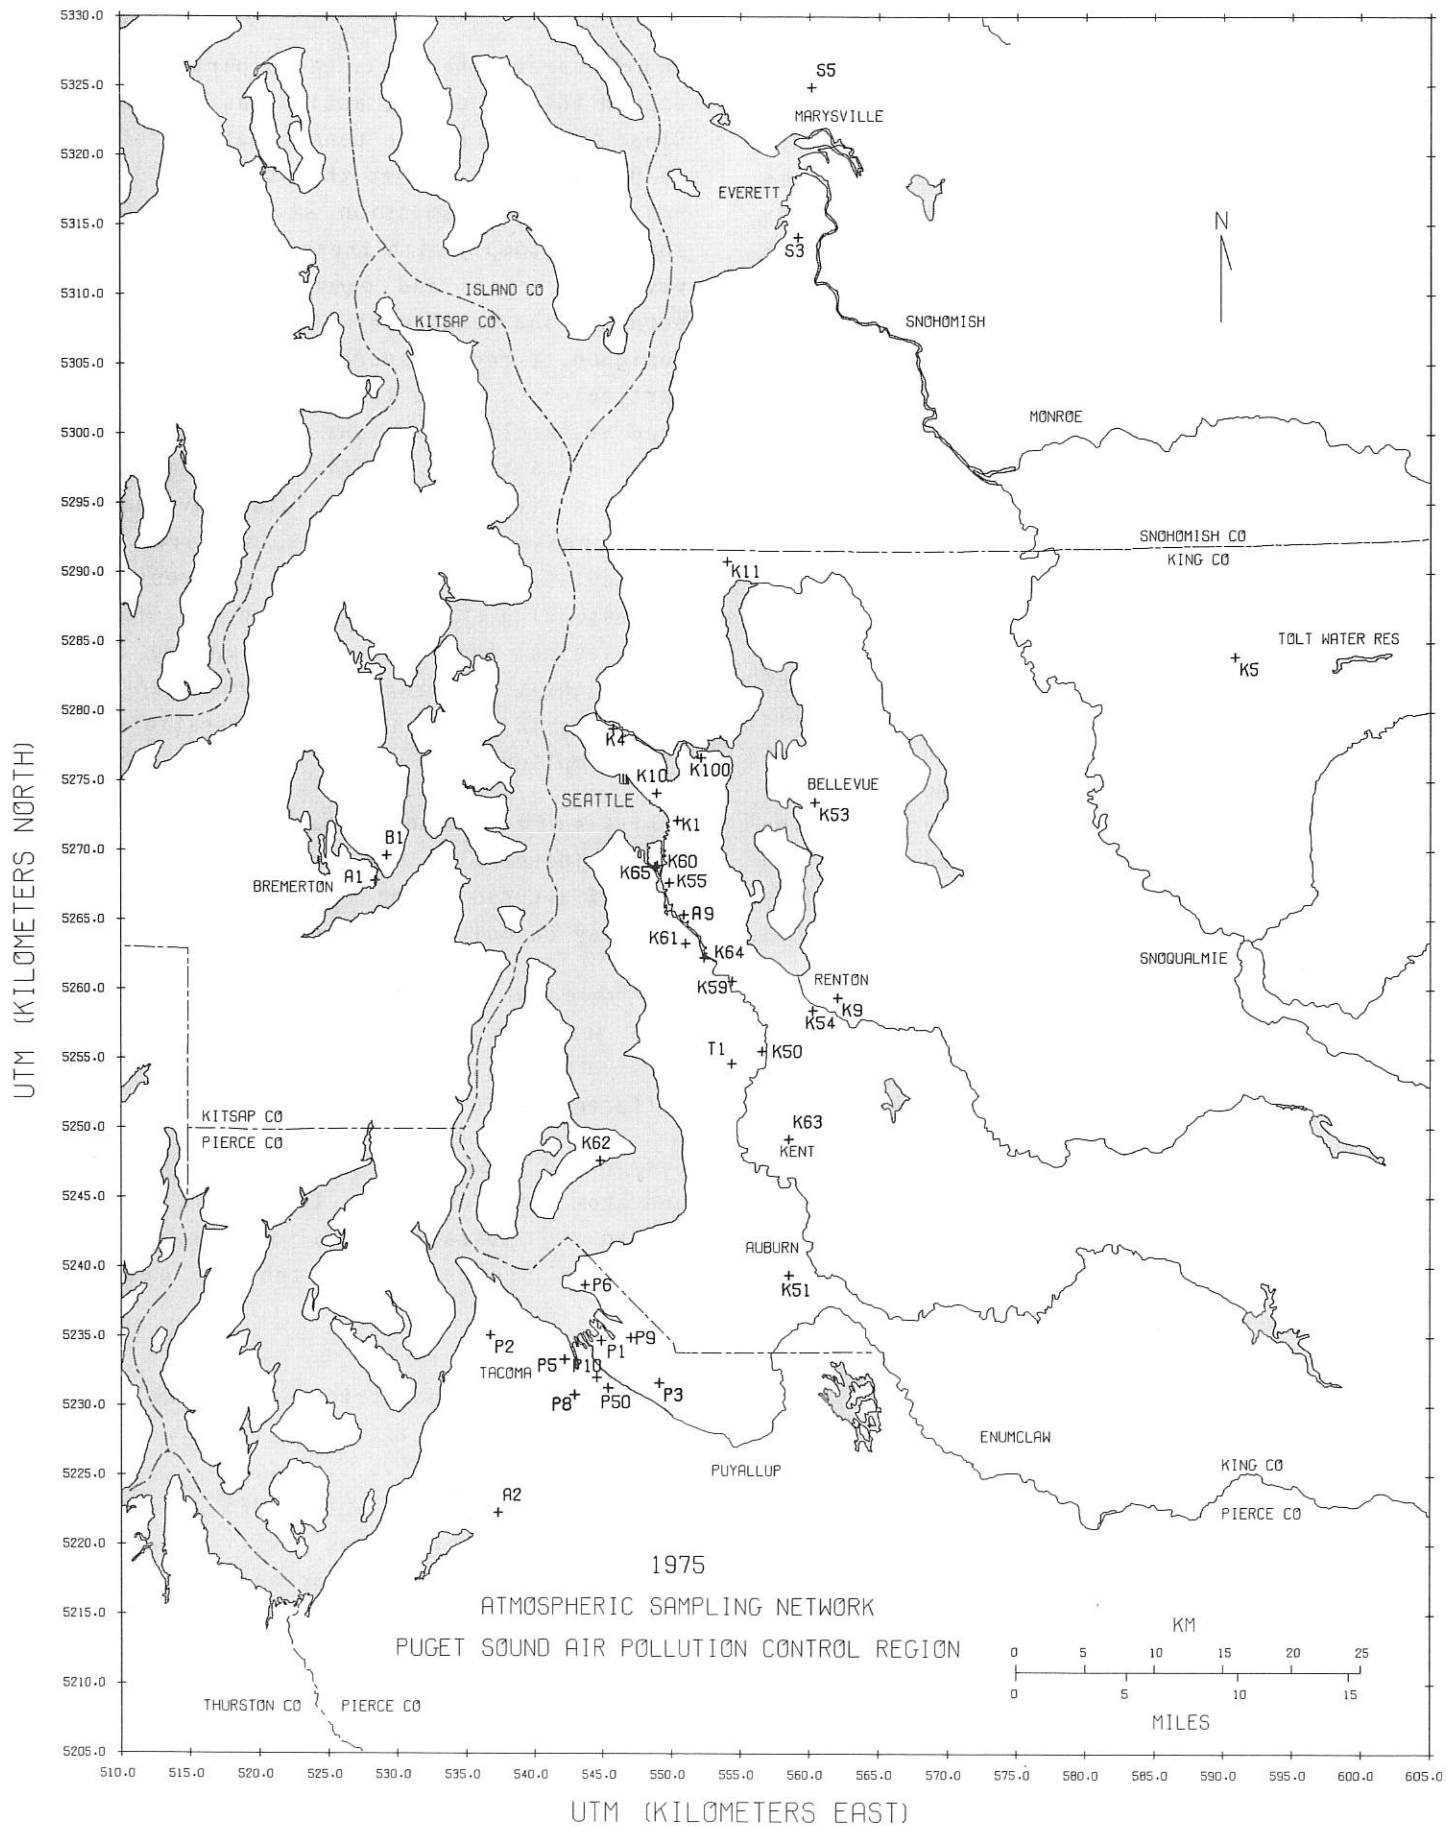 5330.0
5325.0
5320.0
5315.0
5310.0
5305.0
5300.0
5295.0
5290.0
5285.0
5280.0
5275.0
5270.0
5265.0
5260.0
5255.0
5250.0
5245.0
5240.0
5235.0
5230.0
5225.0
5220.0
5215.0
5210.0
5205.0
UTM (KILOMETERS NORTH)
S5
MARYSVILLE
EVERETT
S3
N
ISLAND CO
KITSAP CO
SNOHOMISH
MONROE
SNOHOMISH CO
KING CO
K11
TOLT WATER RES
K5
K4
K100
K10
SEATTLE
BELLEVUE
K53
K1
B1
K60
K65
K55
A1
BREMERTON
A9
K61
K64
SNOQUALMIE
K59
RENTON
K9
K54
T1
K50
KITSAP CO
PIERCE CO
K63
KENT
K62
AUBURN
K51
P6
P2
P9
P1
P5
P10
TACOMA
P8
P50
P3
ENUMCLAW
PUYALLUP
KING CO
PIERCE CO
A2
1975
ATMOSPHERIC SAMPLING NETWORK
PUGET SOUND AIR POLLUTION CONTROL REGION
KM
0 5 10 15 20 25
0 5 10 15
MILES
THURSTON CO PIERCE CO
510.0 515.0 520.0 525.0 530.0 535.0 540.0 545.0 550.0 555.0 560.0 565.0 570.0 575.0 580.0 585.0 590.0 595.0 600.0 605.0
UTM (KILOMETERS EAST)